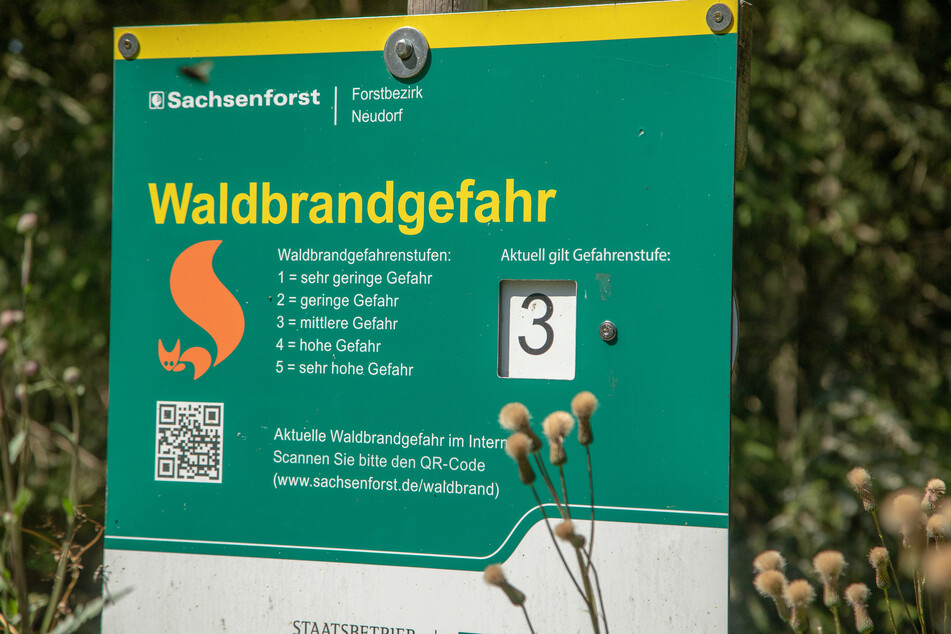 Sachsenforst
Forstbezirk
Neudorf
Waldbrandgefahr
Waldbrandgefahrenstufen:
1 = sehr geringe Gefahr
2 = geringe Gefahr
3 = mittlere Gefahr
4 = hohe Gefahr
5 = sehr hohe Gefahr
Aktuell gilt Gefahrenstufe:
3
Aktuelle Waldbrandgefahr im Intern
Scannen Sie bitte den QR-Code
(www.sachsenforst.de/waldbrand)
STAATSBETRIEB